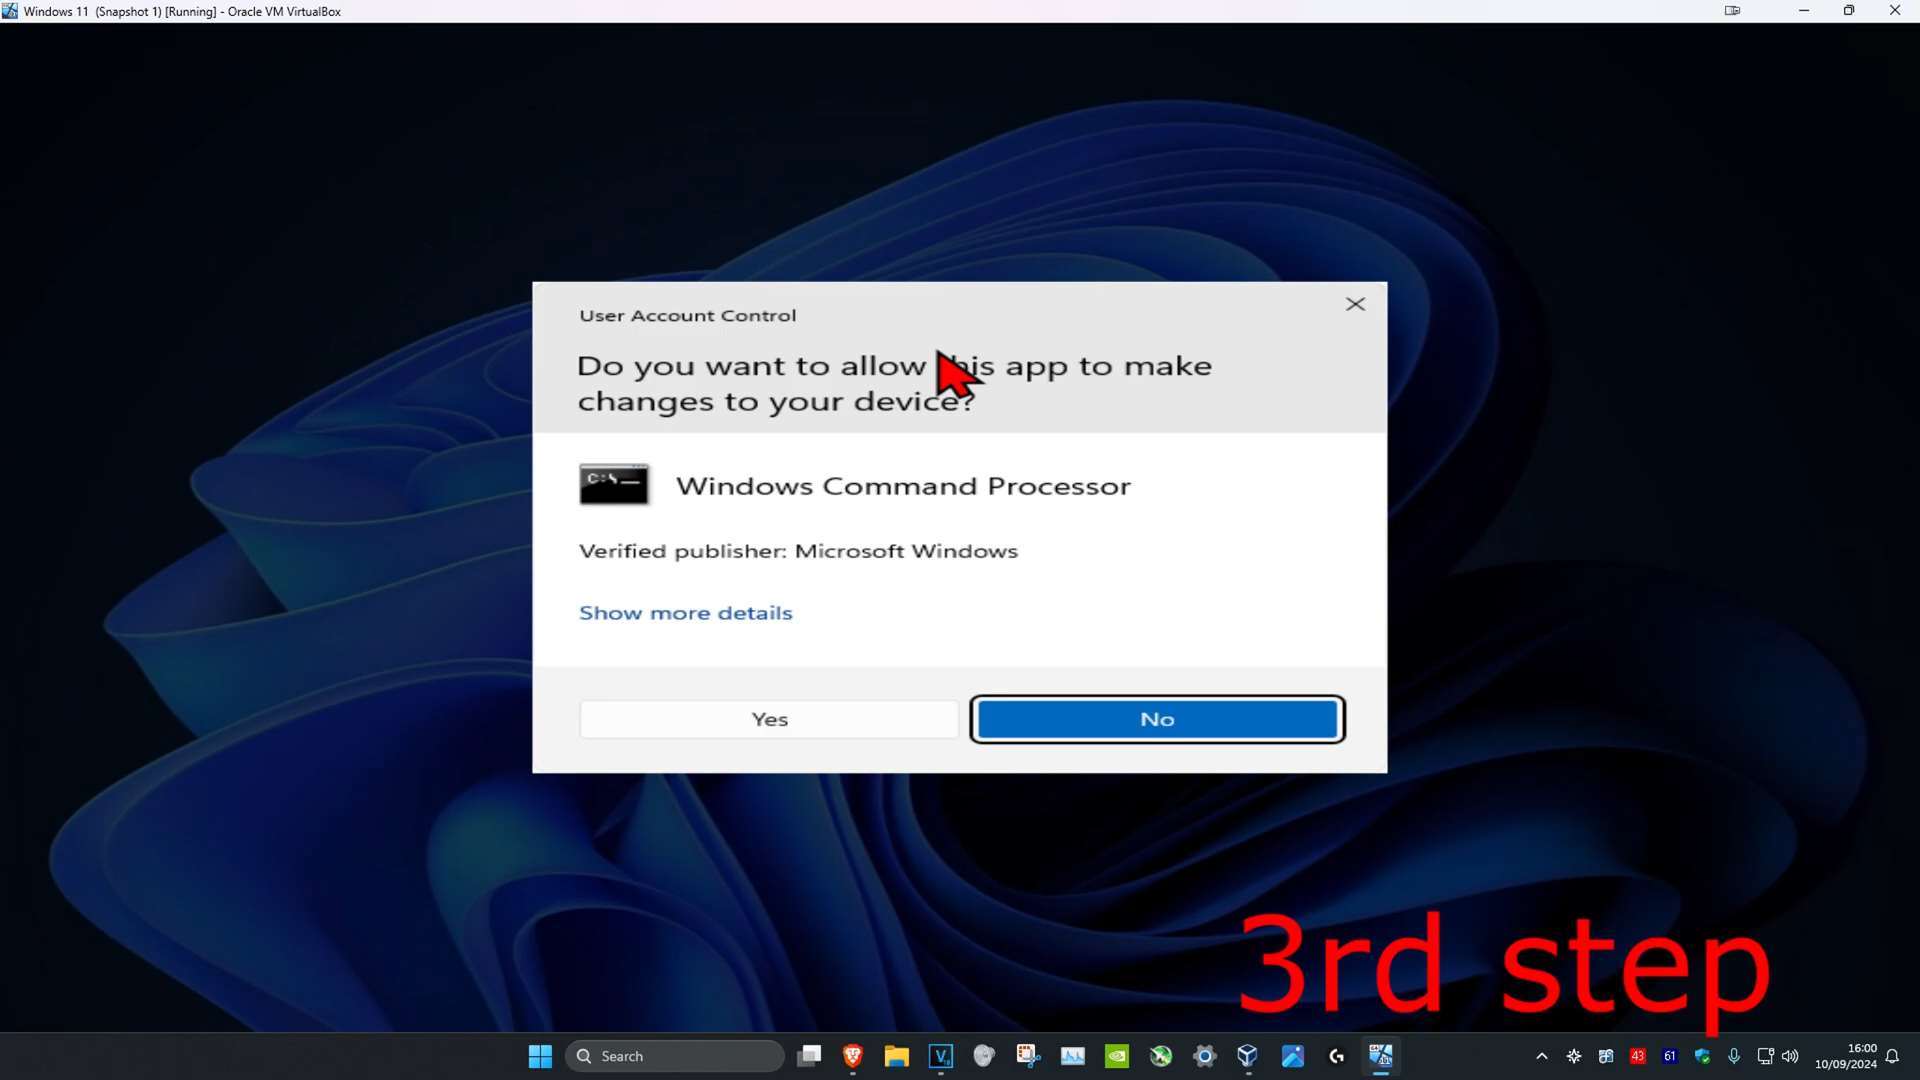 Windows 11 (Snapshot 1) [Running] - Oracle VM VirtualBox
User Account Control
Do you want to allow this app to make
changes to your device?
C:\_
Windows Command Processor
Verified publisher: Microsoft Windows
Show more details
Yes
No
3rd step
Search
43
61
16:00
10/09/2024